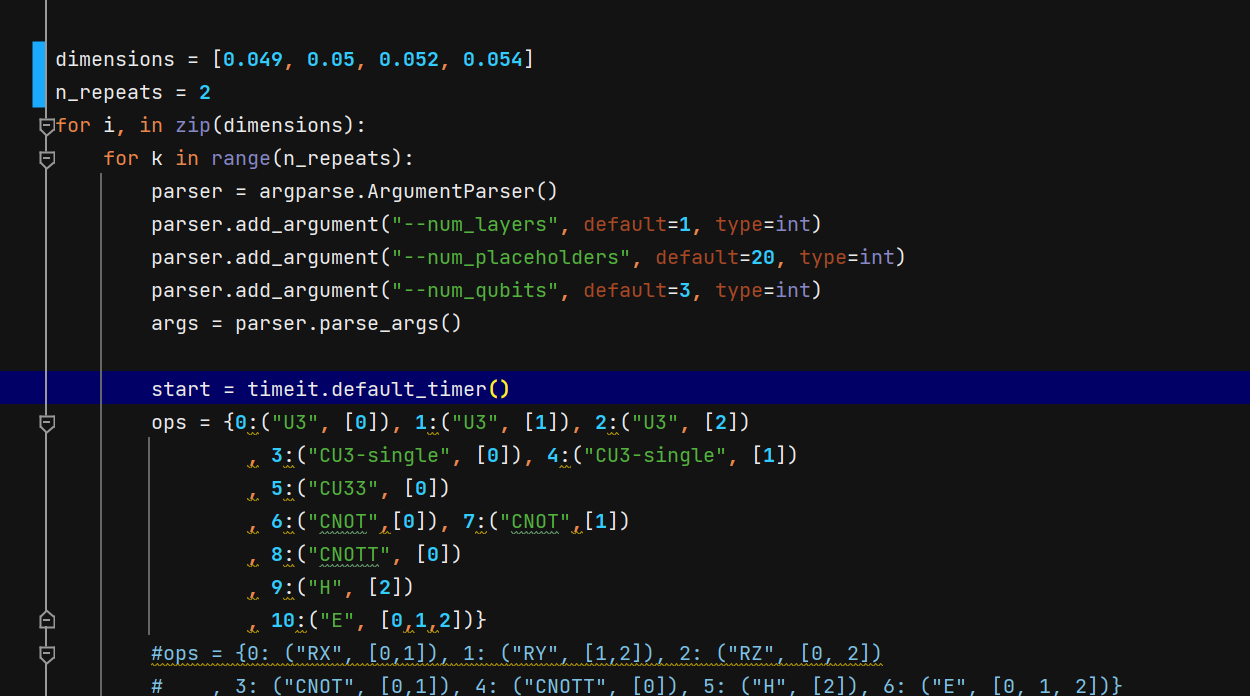 dimensions = [0.049, 0.05, 0.052, 0.054]
n_repeats = 2
for i, in zip(dimensions):
    for k in range(n_repeats):
        parser = argparse.ArgumentParser()
        parser.add_argument("--num_layers", default=1, type=int)
        parser.add_argument("--num_placeholders", default=20, type=int)
        parser.add_argument("--num_qubits", default=3, type=int)
        args = parser.parse_args()
        start = timeit.default_timer()
        ops = {0:("U3", [0]), 1:("U3", [1]), 2:("U3", [2])
                , 3:("CU3-single", [0]), 4:("CU3-single", [1])
                , 5:("CU33", [0])
                , 6:("CNOT",[0]), 7:("CNOT",[1])
                , 8:("CNOTT", [0])
                , 9:("H", [2])
                , 10:("E", [0,1,2])}
        #ops = {0: ("RX", [0,1]), 1: ("RY", [1,2]), 2: ("RZ", [0, 2])
        #    , 3: ("CNOT", [0,1]), 4: ("CNOTT", [0]), 5: ("H", [2]), 6: ("E", [0, 1, 2])}